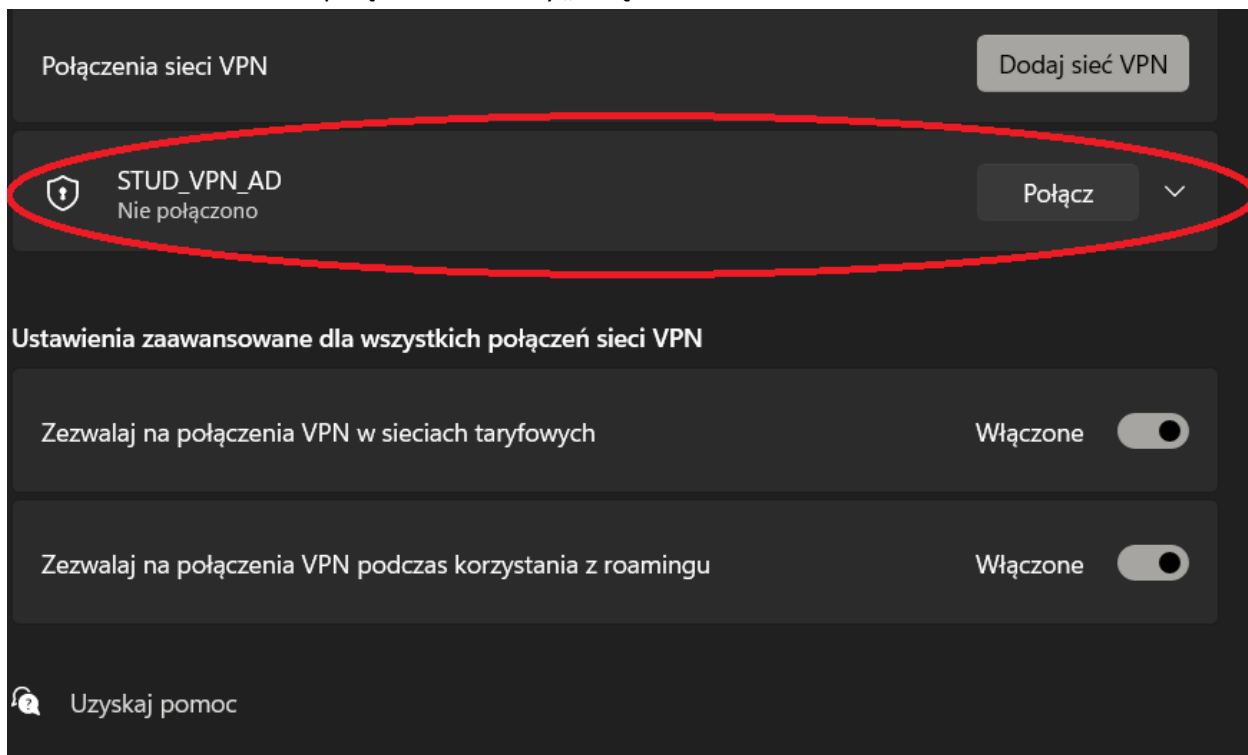 Połączenia sieci VPN
Dodaj sieć VPN
STUD_VPN_AD
Nie połączono
Połącz
Ustawienia zaawansowane dla wszystkich połączeń sieci VPN
Zezwalaj na połączenia VPN w sieciach taryfowych
Włączone
Zezwalaj na połączenia VPN podczas korzystania z roamingu
Włączone
Uzyskaj pomoc